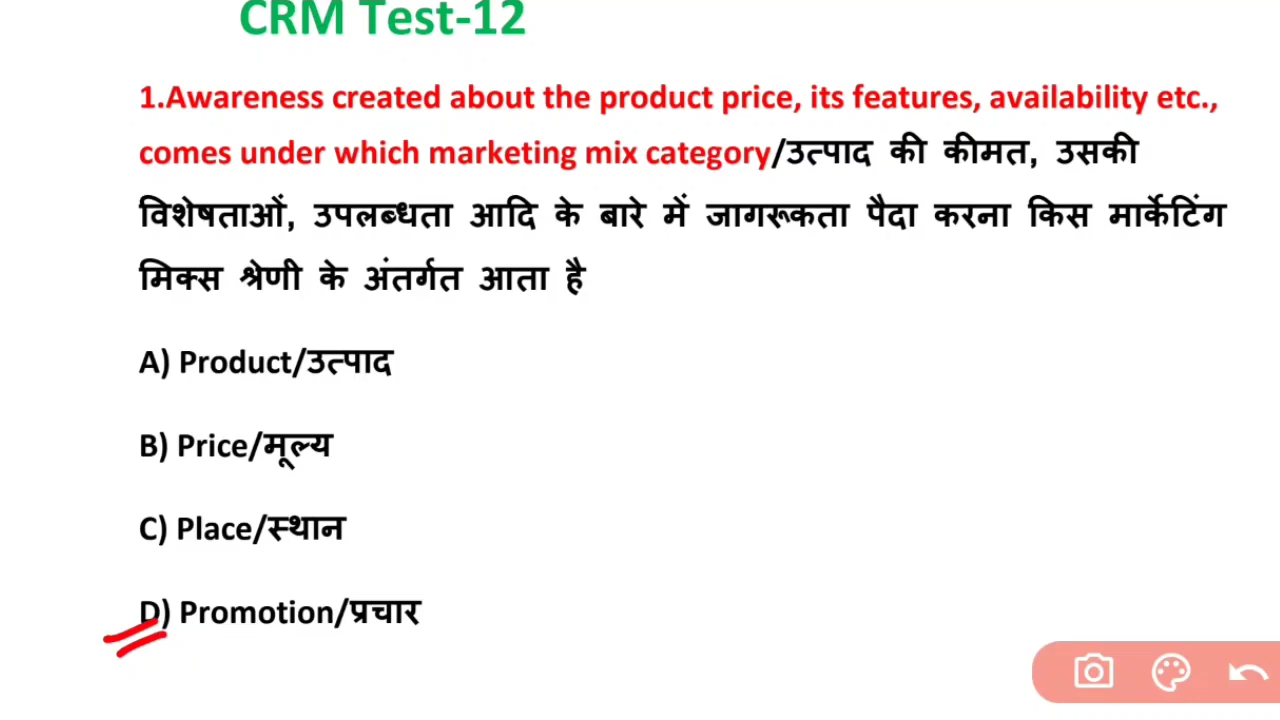 CRM Test-12
1.Awareness created about the product price, its features, availability etc.,
comes under which marketing mix category/उत्पाद की कीमत, उसकी
विशेषताओं, उपलब्धता आदि के बारे में जागरूकता पैदा करना किस मार्केटिंग
मिक्स श्रेणी के अंतर्गत आता है
A) Product/उत्पाद
B) Price/मूल्य
C) Place/स्थान
D) Promotion/प्रचार